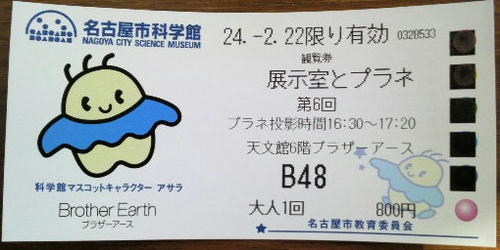 名古屋市科学館
NAGOYA CITY SCIENCE MUSEUM
科学館マスコットキャラクター アサラ
Brother Earth
ブラザーアース
24.-2.22限り有効 0328533
観覧券
展示室とプラネ
第6回
プラネ投影時間16:30～17:20
天文館6階ブラザーアース
B48
大人1回 800円
名古屋市教育委員会